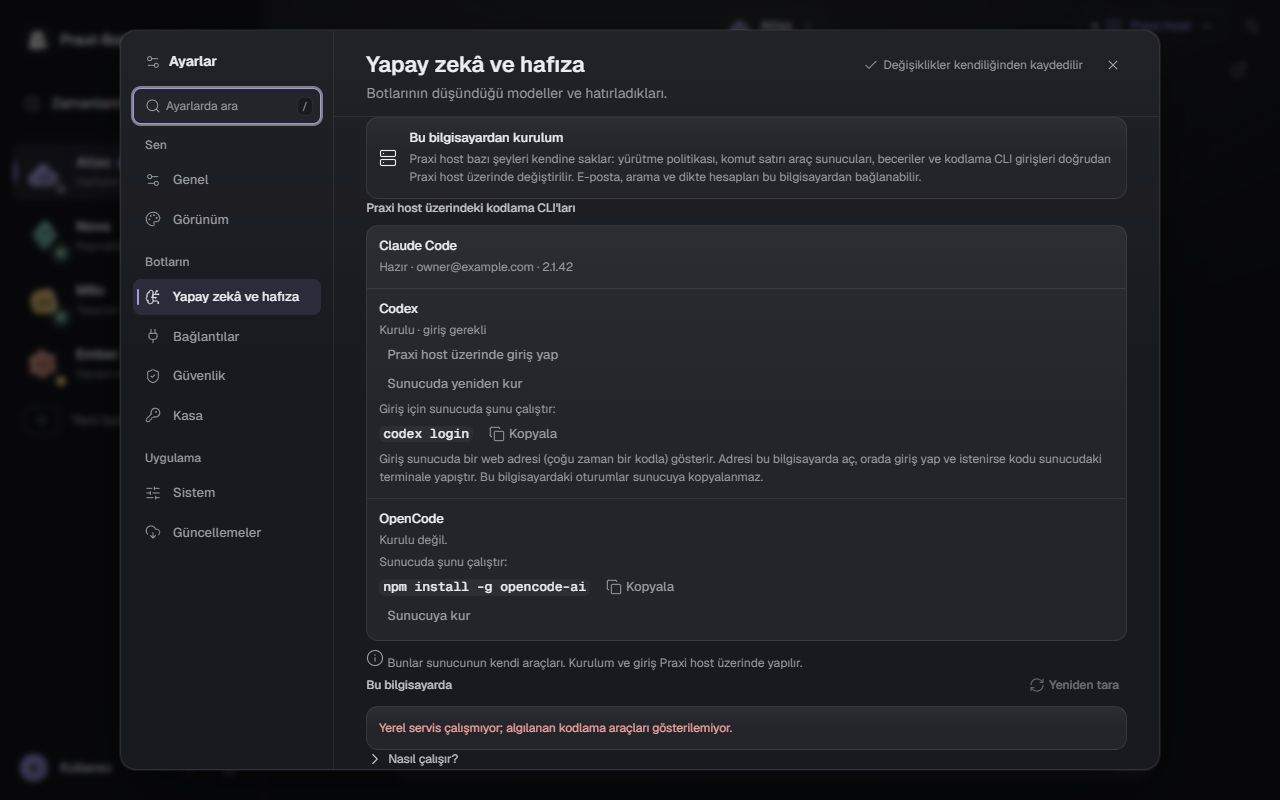 Ayarlar
Ayarlarda ara
/
Sen
Genel
Görünüm
Botların
Yapay zekâ ve hafıza
Bağlantılar
Güvenlik
Kasa
Uygulama
Sistem
Güncellemeler
Yapay zekâ ve hafıza
Değişiklikler kendiliğinden kaydedilir
Botlarının düşündüğü modeller ve hatırladıkları.
Bu bilgisayardan kurulum
Praxi host bazı şeyleri kendine saklar: yürütme politikası, komut satırı araç sunucuları, beceriler ve kodlama CLI girişleri doğrudan
Praxi host üzerinde değiştirilir. E-posta, arama ve dikte hesapları bu bilgisayardan bağlanabilir.
Praxi host üzerindeki kodlama CLI'ları
Claude Code
Hazır · owner@example.com · 2.1.42
Codex
Kurulu · giriş gerekli
Praxi host üzerinde giriş yap
Sunucuda yeniden kur
Giriş için sunucuda şunu çalıştır:
codex login
Kopyala
Giriş sunucuda bir web adresi (çoğu zaman bir kodla) gösterir. Adresi bu bilgisayarda aç, orada giriş yap ve istenirse kodu sunucudaki
terminale yapıştır. Bu bilgisayardaki oturumlar sunucuya kopyalanmaz.
OpenCode
Kurulu değil.
Sunucuda şunu çalıştır:
npm install -g opencode-ai
Kopyala
Sunucuya kur
Bunlar sunucunun kendi araçları. Kurulum ve giriş Praxi host üzerinde yapılır.
Bu bilgisayarda
Yeniden tara
Yerel servis çalışmıyor; algılanan kodlama araçları gösterilemiyor.
Nasıl çalışır?